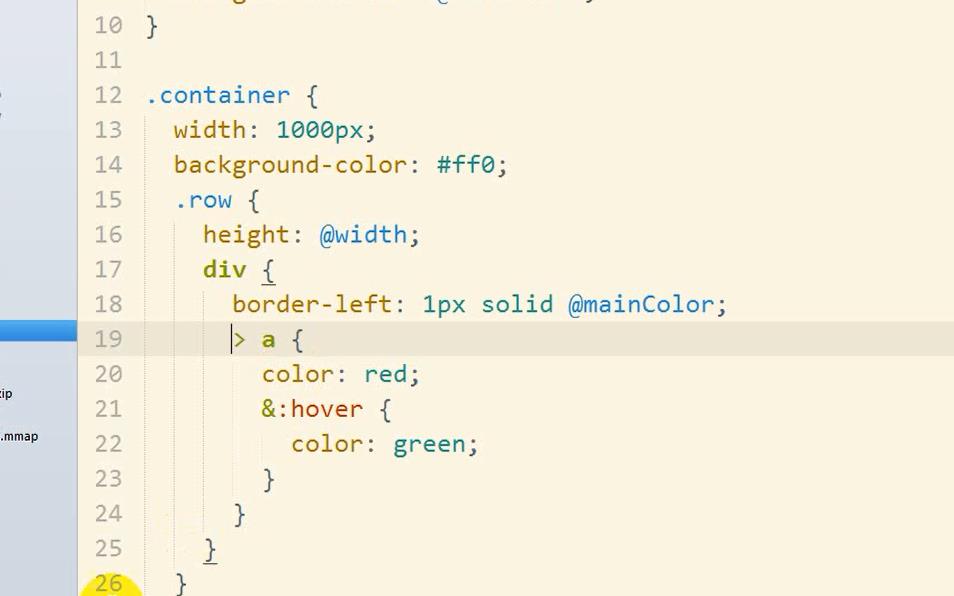 10 }
11
12 .container {
13 width: 1000px;
14 background-color: #ff0;
15 .row {
16 height: @width;
17 div {
18 border-left: 1px solid @mainColor;
19 > a {
20 color: red;
21 &:hover {
22 color: green;
23 }
24 }
25 }
26 }
zip
.mmap